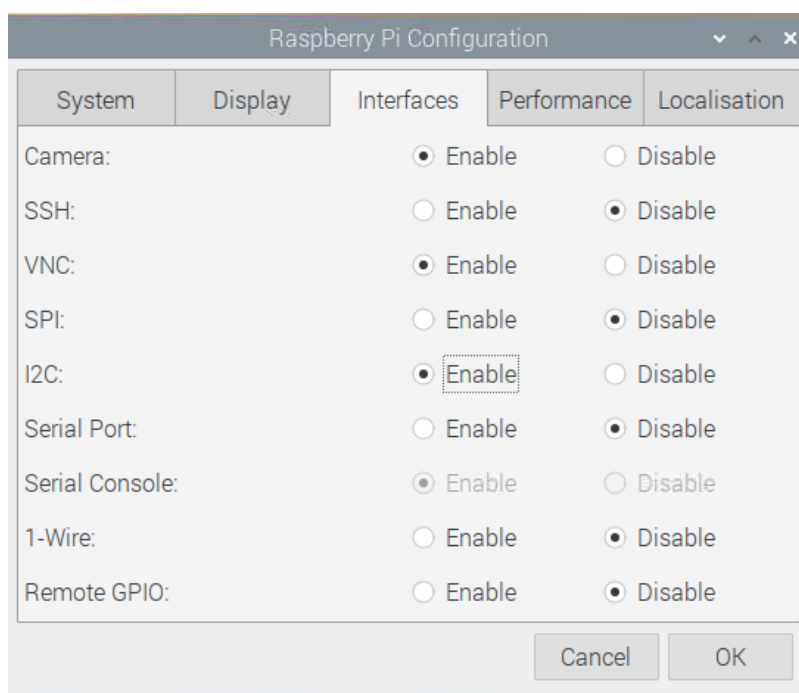 Raspberry Pi Configuration
System Display Interfaces Performance Localisation
Camera: Enable Disable
SSH: Enable Disable
VNC: Enable Disable
SPI: Enable Disable
I2C: Enable Disable
Serial Port: Enable Disable
Serial Console: Enable Disable
1-Wire: Enable Disable
Remote GPIO: Enable Disable
Cancel OK